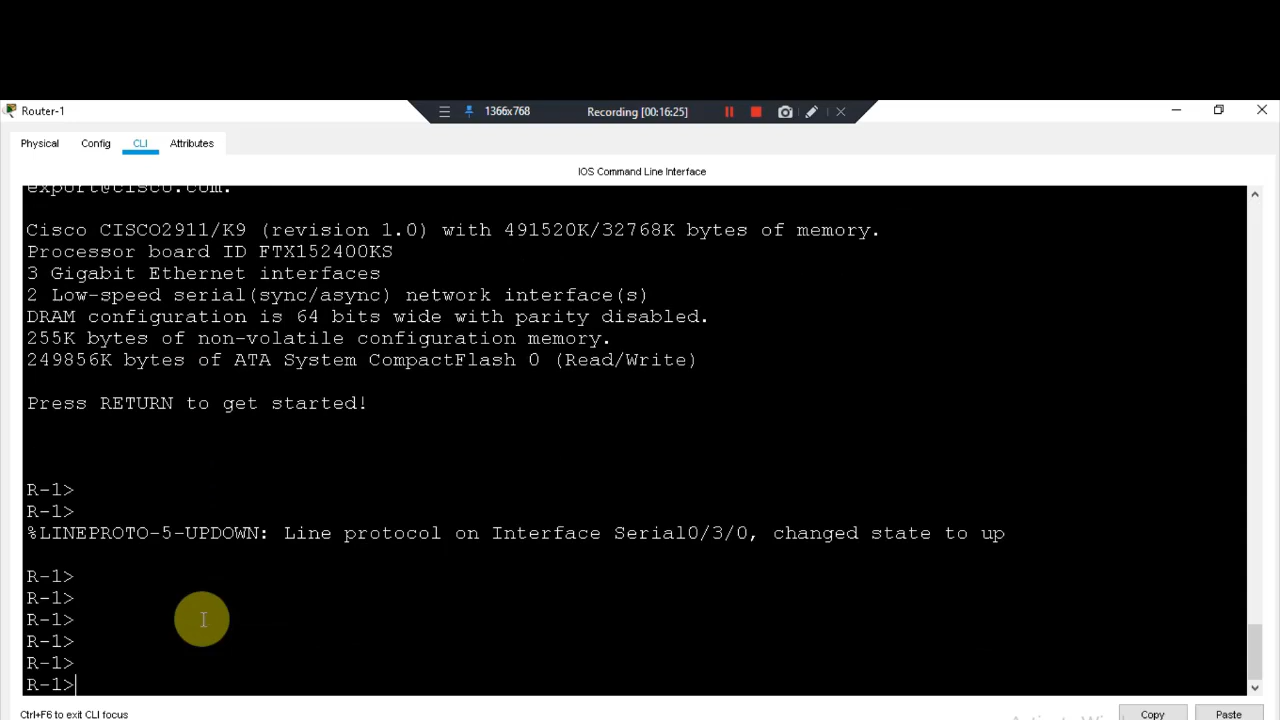 Router-1
1366x768
Recording [00:16:25]
Physical
Config
CLI
Attributes
IOS Command Line Interface
export@cisco.com.
Cisco CISCO2911/K9 (revision 1.0) with 491520K/32768K bytes of memory.
Processor board ID FTX152400KS
3 Gigabit Ethernet interfaces
2 Low-speed serial(sync/async) network interface(s)
DRAM configuration is 64 bits wide with parity disabled.
255K bytes of non-volatile configuration memory.
249856K bytes of ATA System CompactFlash 0 (Read/Write)
Press RETURN to get started!
R-1>
R-1>
%LINEPROTO-5-UPDOWN: Line protocol on Interface Serial0/3/0, changed state to up
R-1>
R-1>
R-1>
R-1>
R-1>
R-1>
Ctrl+F6 to exit CLI focus
Copy
Paste